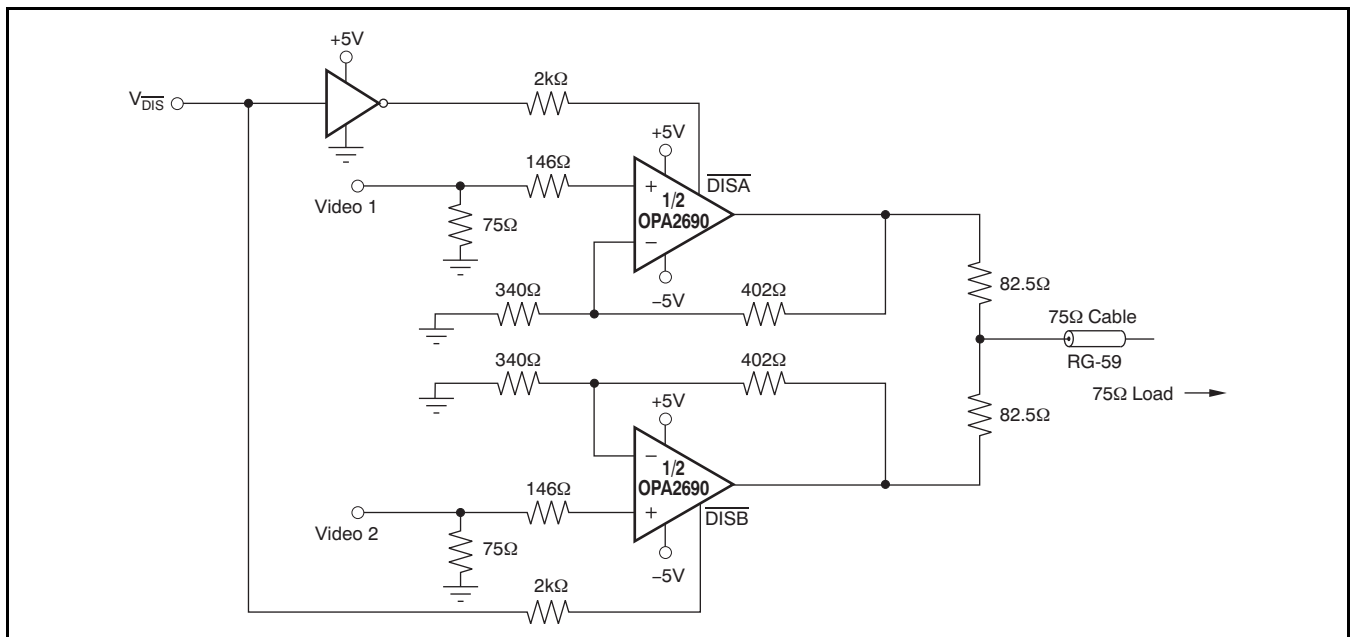 +5V
V DIS
2kΩ
+5V
146Ω
DISA
Video 1
+
1/2
OPA2690
75Ω
−
82.5Ω
−5V
340Ω
402Ω
75Ω Cable
RG-59
340Ω
402Ω
75Ω Load
+5V
82.5Ω
−
1/2
OPA2690
146Ω
+
DISB
Video 2
75Ω
−5V
2kΩ